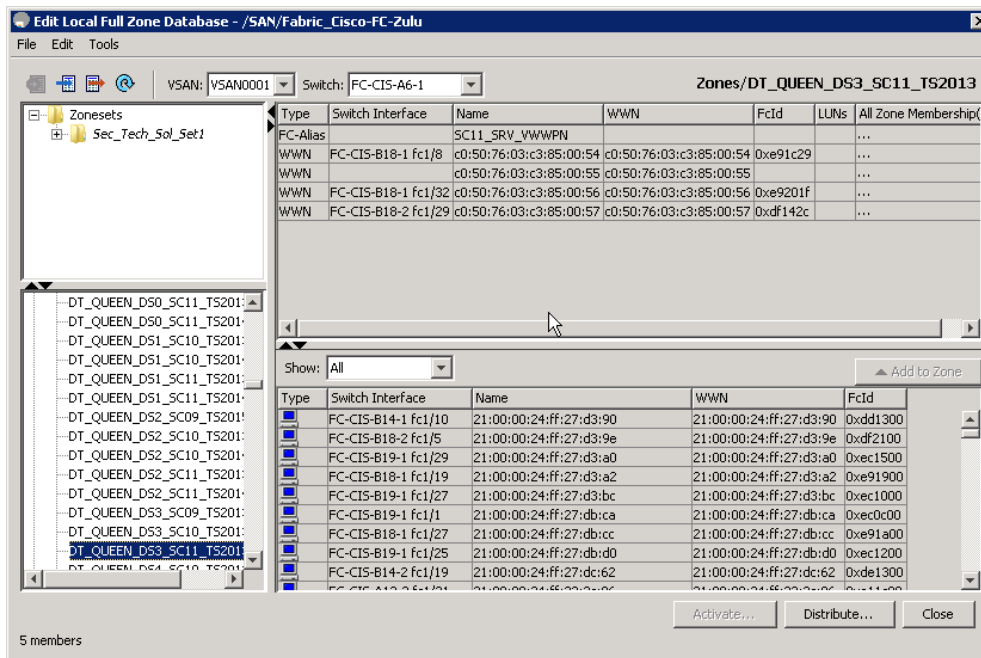 Edit Local Full Zone Database - /SAN/Fabric_Cisco-FC-Zulu
File Edit Tools
VSAN: VSAN0001 Switch: FC-CIS-A6-1 Zones/DT_QUEEN_DS3_SC11_TS2013
Zonesets
Sec_Tech_Sol_Set1
Type Switch Interface Name WWN FcId LUNs All Zone Membership(
FC-Alias SC11_SRV_VWWPN ...
WWN FC-CIS-B18-1 fc1/8 c0:50:76:03:c3:85:00:54 c0:50:76:03:c3:85:00:54 0xe91c29 ...
WWN c0:50:76:03:c3:85:00:55 c0:50:76:03:c3:85:00:55 ...
WWN FC-CIS-B18-1 fc1/32 c0:50:76:03:c3:85:00:56 c0:50:76:03:c3:85:00:56 0xe9201f ...
WWN FC-CIS-B18-2 fc1/29 c0:50:76:03:c3:85:00:57 c0:50:76:03:c3:85:00:57 0xdf142c ...
DT_QUEEN_DS0_SC11_TS201
DT_QUEEN_DS0_SC11_TS201
DT_QUEEN_DS1_SC10_TS201
DT_QUEEN_DS1_SC10_TS201
DT_QUEEN_DS1_SC11_TS201
DT_QUEEN_DS1_SC11_TS201
DT_QUEEN_DS2_SC09_TS201
DT_QUEEN_DS2_SC10_TS201
DT_QUEEN_DS2_SC10_TS201
DT_QUEEN_DS2_SC11_TS201
DT_QUEEN_DS2_SC11_TS201
DT_QUEEN_DS3_SC09_TS201
DT_QUEEN_DS3_SC10_TS201
DT_QUEEN_DS3_SC11_TS201
Show: All Add to Zone
Type Switch Interface Name WWN FcId
FC-CIS-B14-1 fc1/10 21:00:00:24:ff:27:d3:90 21:00:00:24:ff:27:d3:90 0xdd1300
FC-CIS-B18-2 fc1/5 21:00:00:24:ff:27:d3:9e 21:00:00:24:ff:27:d3:9e 0xdf2100
FC-CIS-B19-1 fc1/29 21:00:00:24:ff:27:d3:a0 21:00:00:24:ff:27:d3:a0 0xec1500
FC-CIS-B18-1 fc1/19 21:00:00:24:ff:27:d3:a2 21:00:00:24:ff:27:d3:a2 0xe91900
FC-CIS-B19-1 fc1/27 21:00:00:24:ff:27:d3:bc 21:00:00:24:ff:27:d3:bc 0xec1000
FC-CIS-B19-1 fc1/1 21:00:00:24:ff:27:db:ca 21:00:00:24:ff:27:db:ca 0xec0c00
FC-CIS-B18-1 fc1/27 21:00:00:24:ff:27:db:cc 21:00:00:24:ff:27:db:cc 0xe91a00
FC-CIS-B19-1 fc1/25 21:00:00:24:ff:27:db:d0 21:00:00:24:ff:27:db:d0 0xec1200
FC-CIS-B14-2 fc1/19 21:00:00:24:ff:27:dc:62 21:00:00:24:ff:27:dc:62 0xde1300
Activate... Distribute... Close
5 members